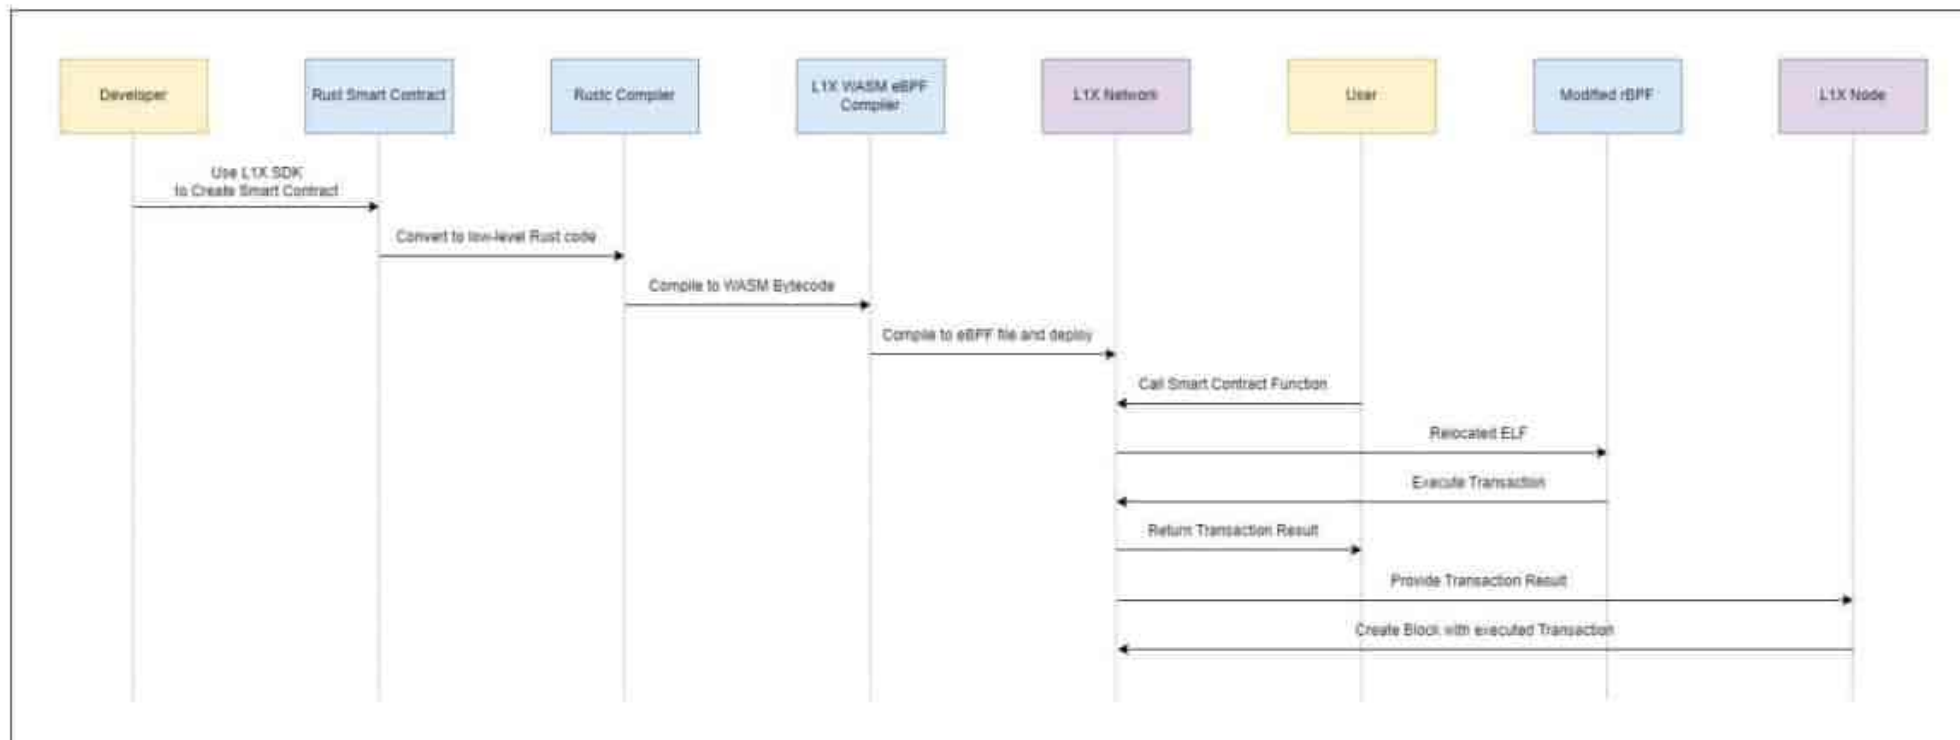 Developer
Rust Smart Contract
Rustc Compiler
L1X WASM eBPF
Compiler
L1X Network
User
Modified rBPF
L1X Node
Use L1X SDK
to Create Smart Contract
Convert to low-level Rust code
Compile to WASM Bytecode
Compile to eBPF file and deploy
Call Smart Contract Function
Relocated ELF
Execute Transaction
Return Transaction Result
Provide Transaction Result
Create Block with executed Transaction